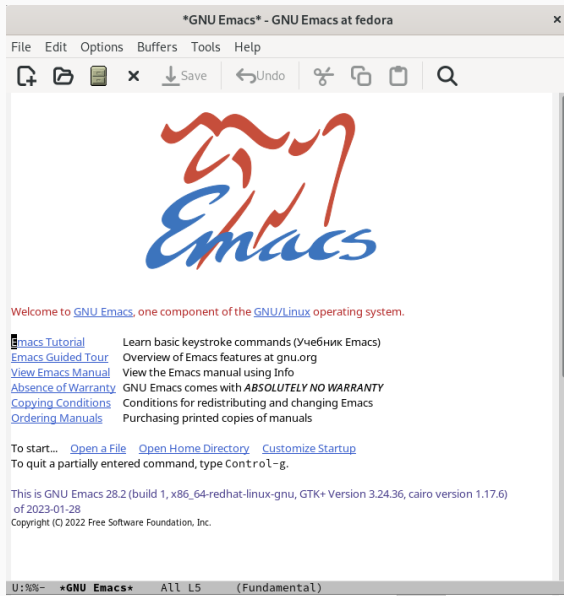 *GNU Emacs* - GNU Emacs at fedora
File Edit Options Buffers Tools Help
Save Undo
Emacs
Welcome to GNU Emacs, one component of the GNU/Linux operating system.
Emacs Tutorial Learn basic keystroke commands (Учебник Emacs)
Emacs Guided Tour Overview of Emacs features at gnu.org
View Emacs Manual View the Emacs manual using Info
Absence of Warranty GNU Emacs comes with ABSOLUTELY NO WARRANTY
Copying Conditions Conditions for redistributing and changing Emacs
Ordering Manuals Purchasing printed copies of manuals
To start... Open a File Open Home Directory Customize Startup
To quit a partially entered command, type Control-g.
This is GNU Emacs 28.2 (build 1, x86_64-redhat-linux-gnu, GTK+ Version 3.24.36, cairo version 1.17.6)
of 2023-01-28
Copyright (C) 2022 Free Software Foundation, Inc.
U:%%- *GNU Emacs* All L5 (Fundamental)